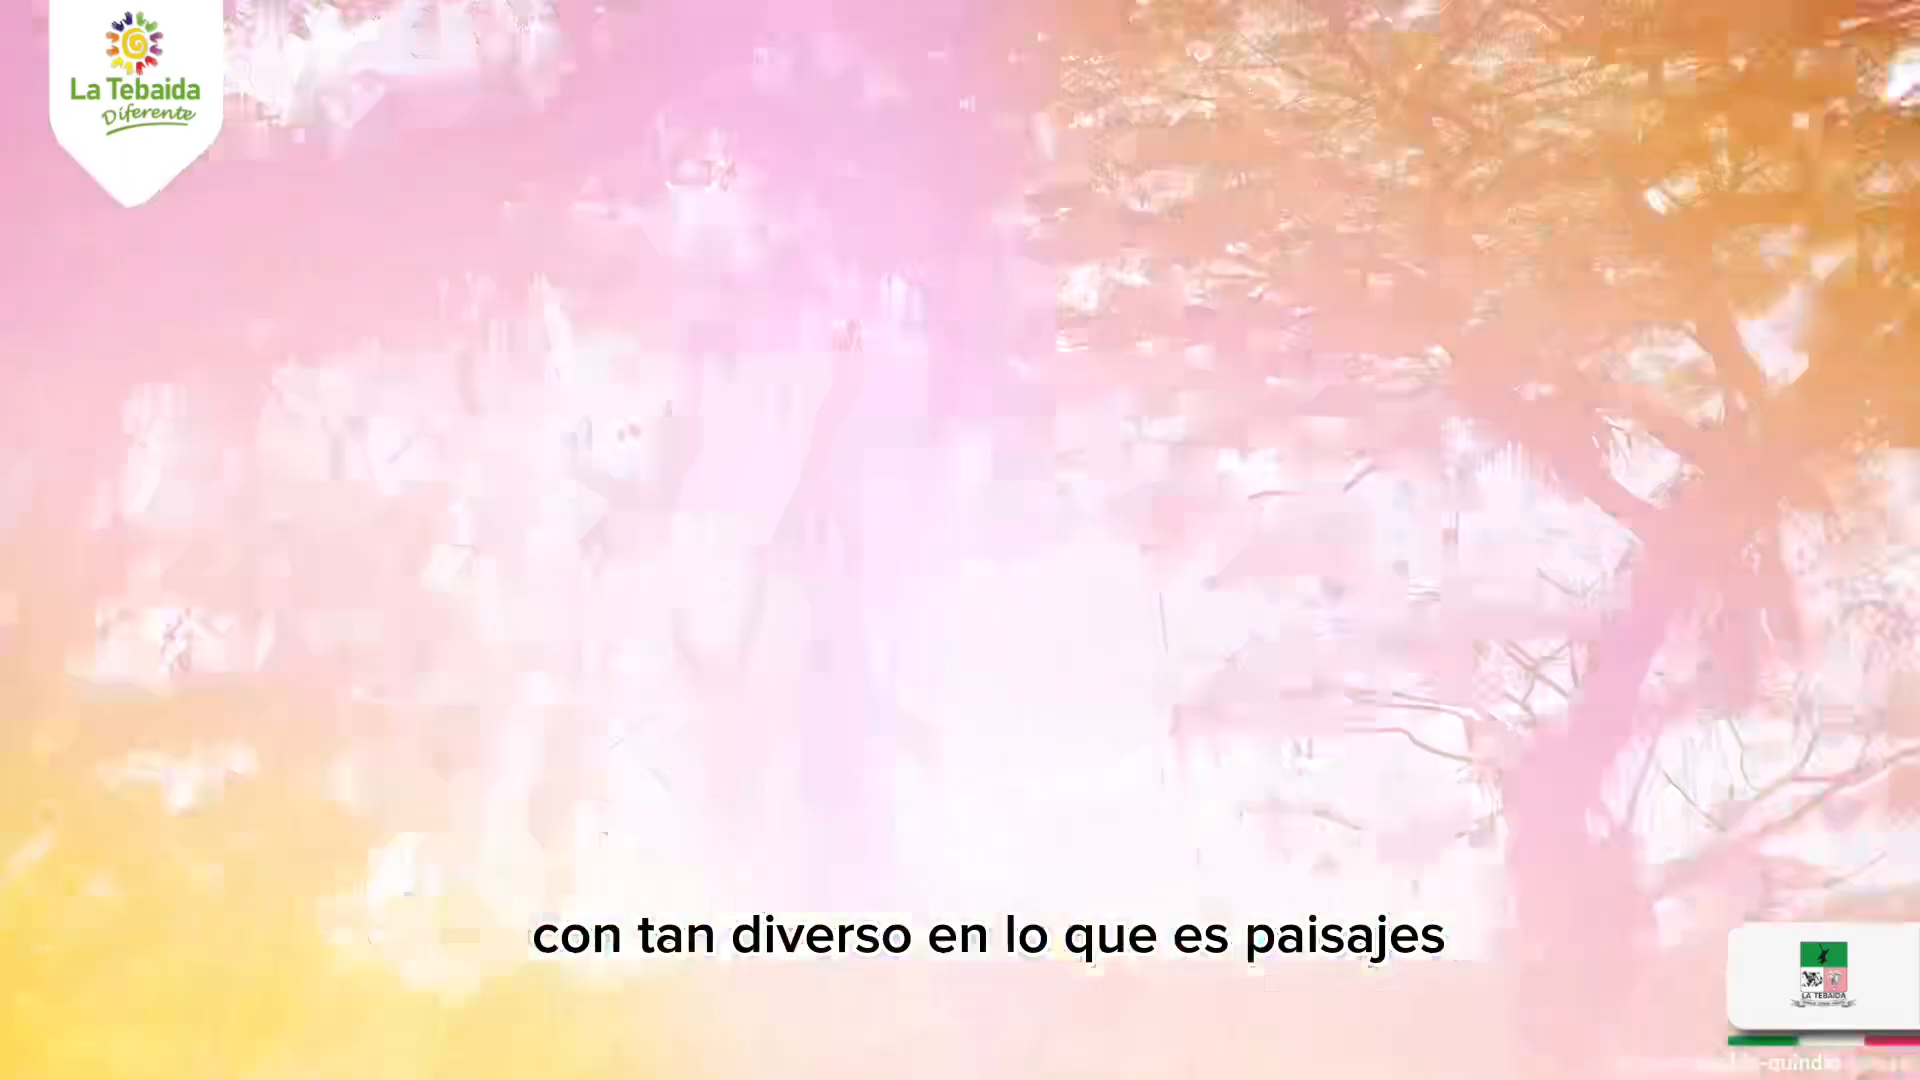 La Tebaida
Diferente
con tan diverso en lo que es paisajes
LA TEBAIDA